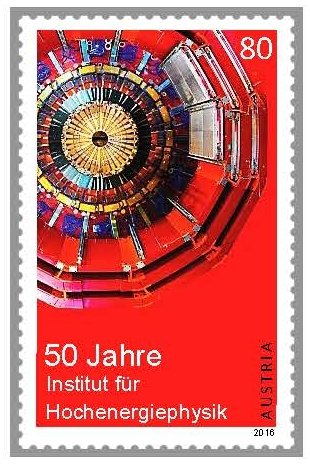 80
50 Jahre
Institut für
Hochenergiephysik
AUSTRIA
2016